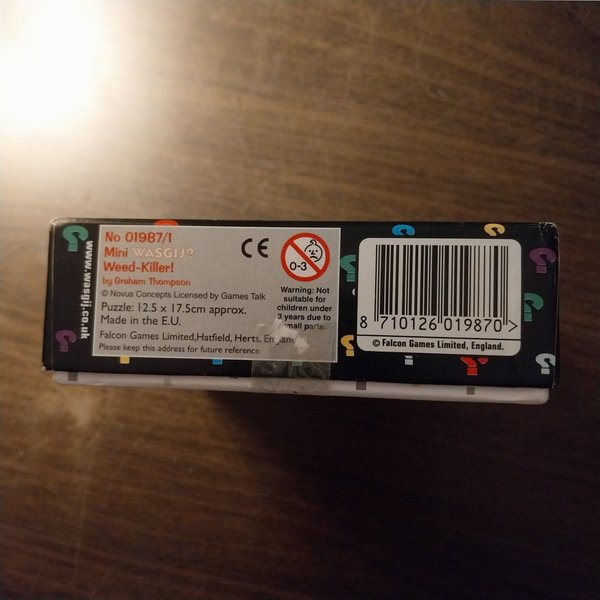 www.wasgij.co.uk
No 01987/1
Mini WASGIJ?
Weed-Killer!
by Graham Thompson
© Novus Concepts Licensed by Games Talk
Puzzle: 12.5 x 17.5cm approx.
Made in the E.U.
Falcon Games Limited,Hatfield, Herts, England
Please keep this address for future reference
CE
0-3
Warning: Not
suitable for
children under
3 years due to
small parts.
8 710126 019870 >
© Falcon Games Limited, England.